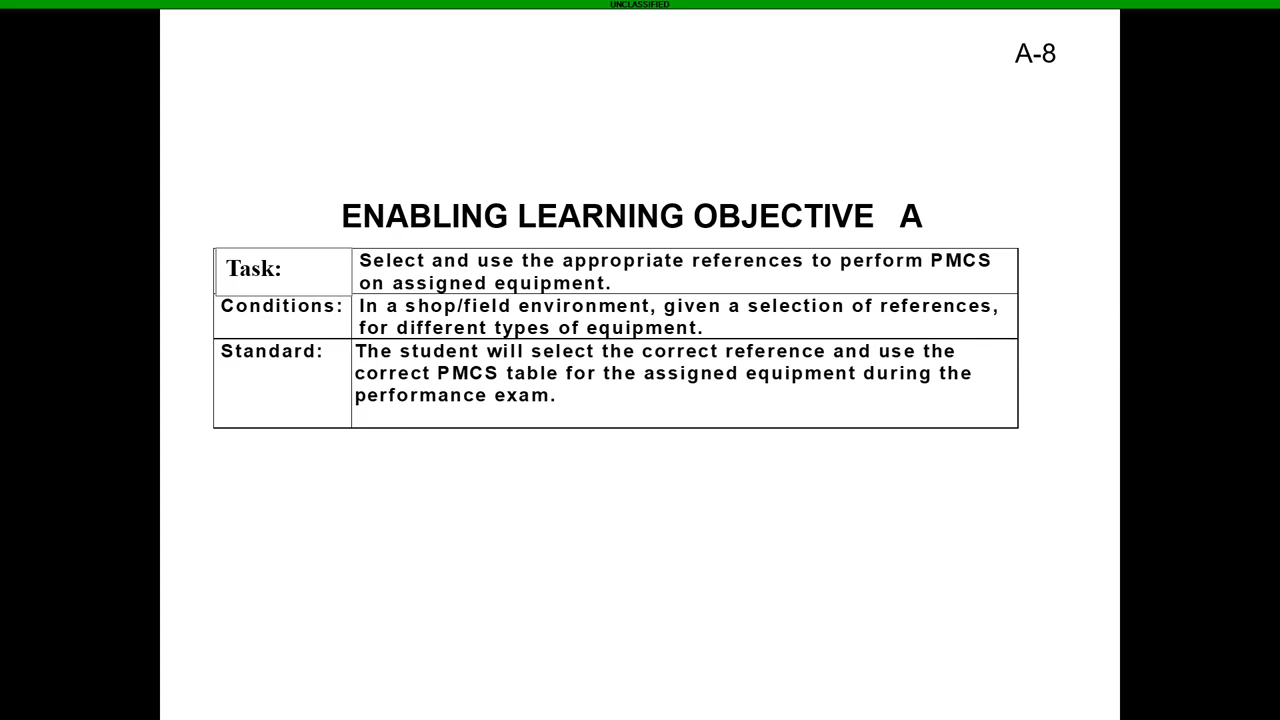 UNCLASSIFIED
A-8
ENABLING LEARNING OBJECTIVE A
Task:
Select and use the appropriate references to perform PMCS
on assigned equipment.
Conditions:
In a shop/field environment, given a selection of references,
for different types of equipment.
Standard:
The student will select the correct reference and use the
correct PMCS table for the assigned equipment during the
performance exam.